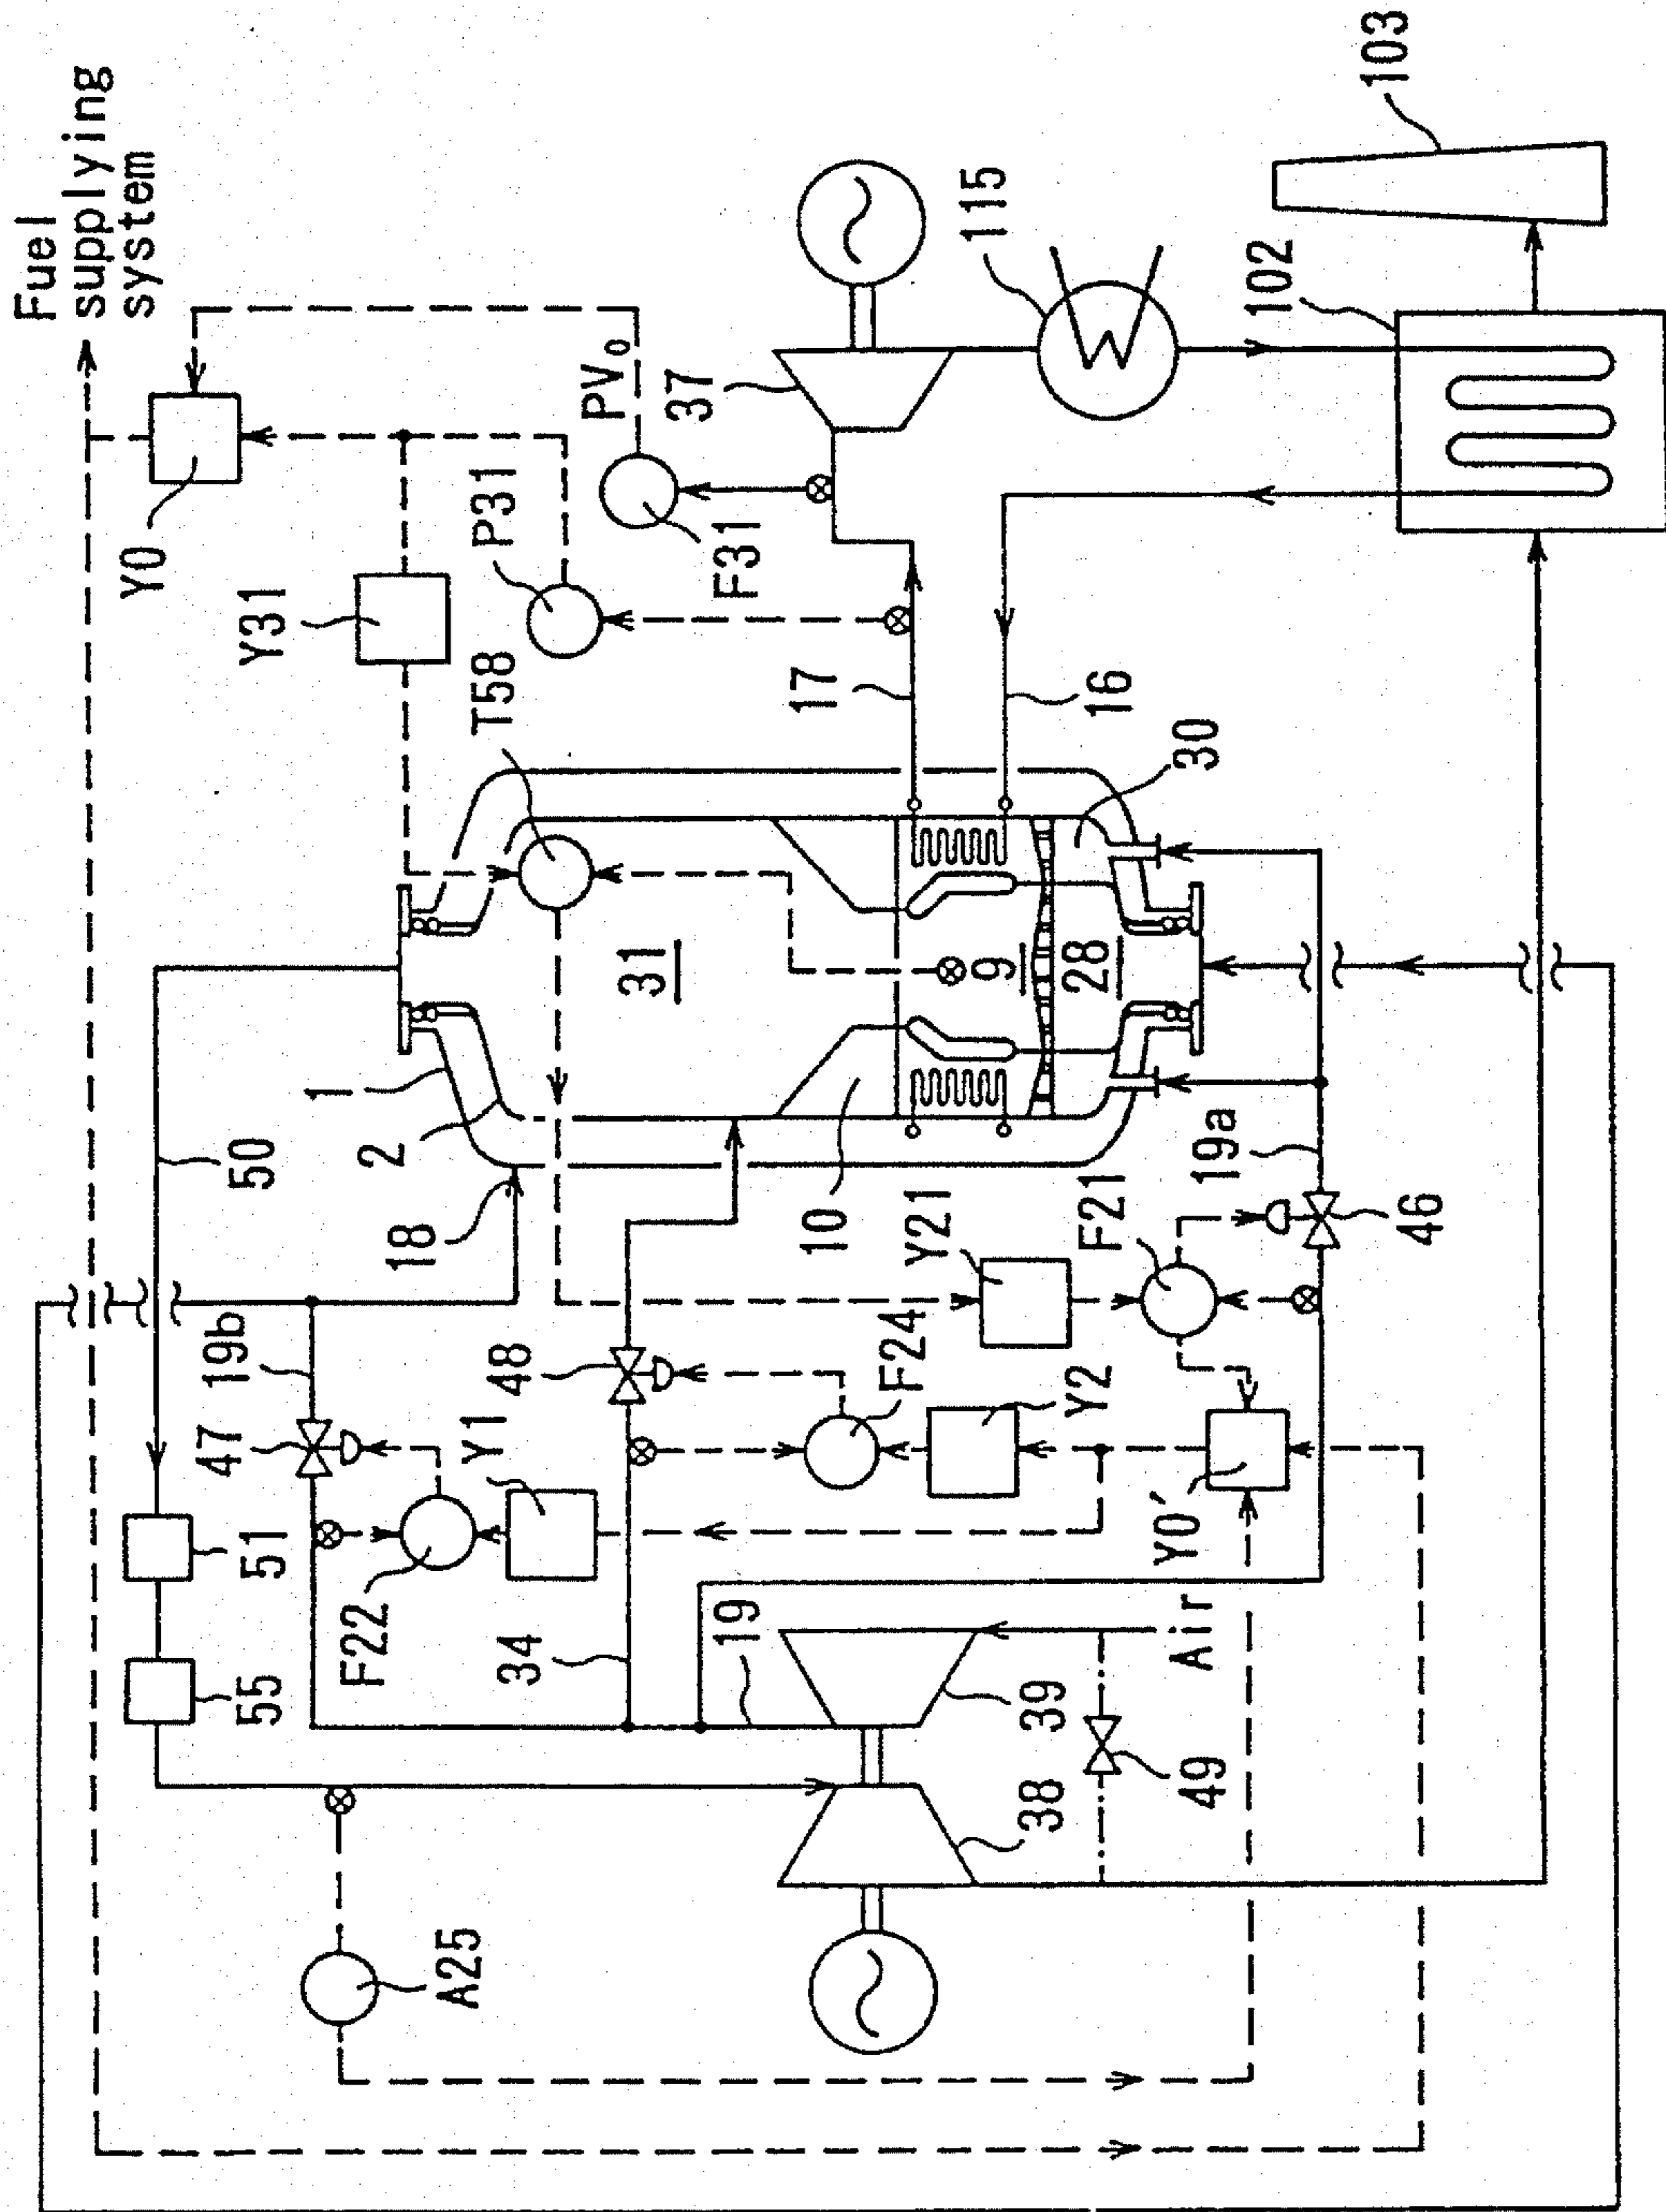 Fuel
supplying
system
103
Y0
PV₀
37
115
102
Y31
P31
F31
T58
17
16
30
31
9
28
1
2
50
18
10
Y21
F21
19a
46
19b
48
F24
Y2
47
Y1
Y0'
51
F22
34
19
Air
55
39
49
38
A25